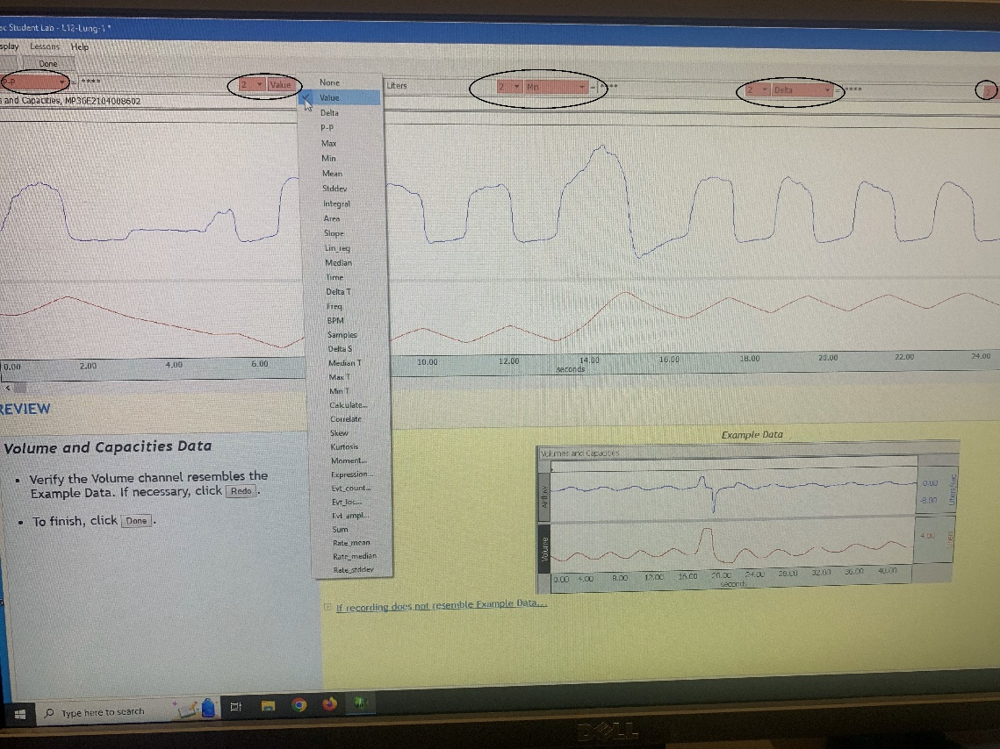 ac Student Lab - L12-Lung-1 *
splay Lessons Help
Done
P-P = ****
2 Value
Liters
2 Min = ****
2 Delta = ****
2
s and Capacities, MP36E2104008602
None
Value
Delta
P-P
Max
Min
Mean
Stddev
Integral
Area
Slope
Lin_reg
Median
Time
Delta T
Freq
BPM
Samples
Delta S
Median T
Max T
Min T
Calculate...
Correlate
Skew
Kurtosis
Moment...
Expression...
Evt_count...
Evt_loc...
Evt_ampl...
Sum
Rate_mean
Rate_median
Rate_stddev
0.00 2.00 4.00 6.00 10.00 12.00 14.00 16.00 18.00 20.00 22.00 24.00
seconds
REVIEW
Volume and Capacities Data
• Verify the Volume channel resembles the
Example Data. If necessary, click Redo.
• To finish, click Done.
Example Data
Volumes and Capacities
Airflow
0.00
-8.00
Liters/sec
Volume
4.00
Liters
0.00 4.00 8.00 12.00 16.00 20.00 24.00 28.00 32.00 36.00 40.00
seconds
If recording does not resemble Example Data...
Type here to search
DELL